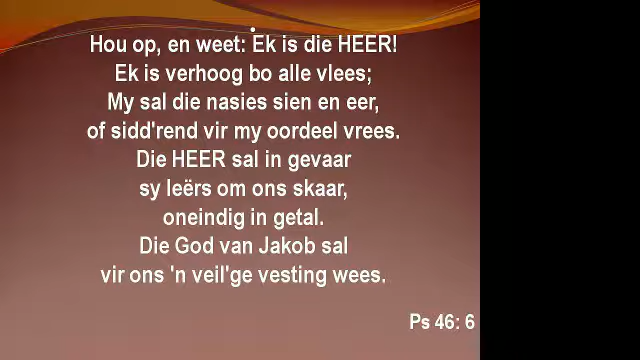 Hou op, en weet: Ek is die HEER!
Ek is verhoog bo alle vlees;
My sal die nasies sien en eer,
of sidd'rend vir my oordeel vrees.
Die HEER sal in gevaar
sy leërs om ons skaar,
oneindig in getal.
Die God van Jakob sal
vir ons 'n veil'ge vesting wees.
Ps 46: 6